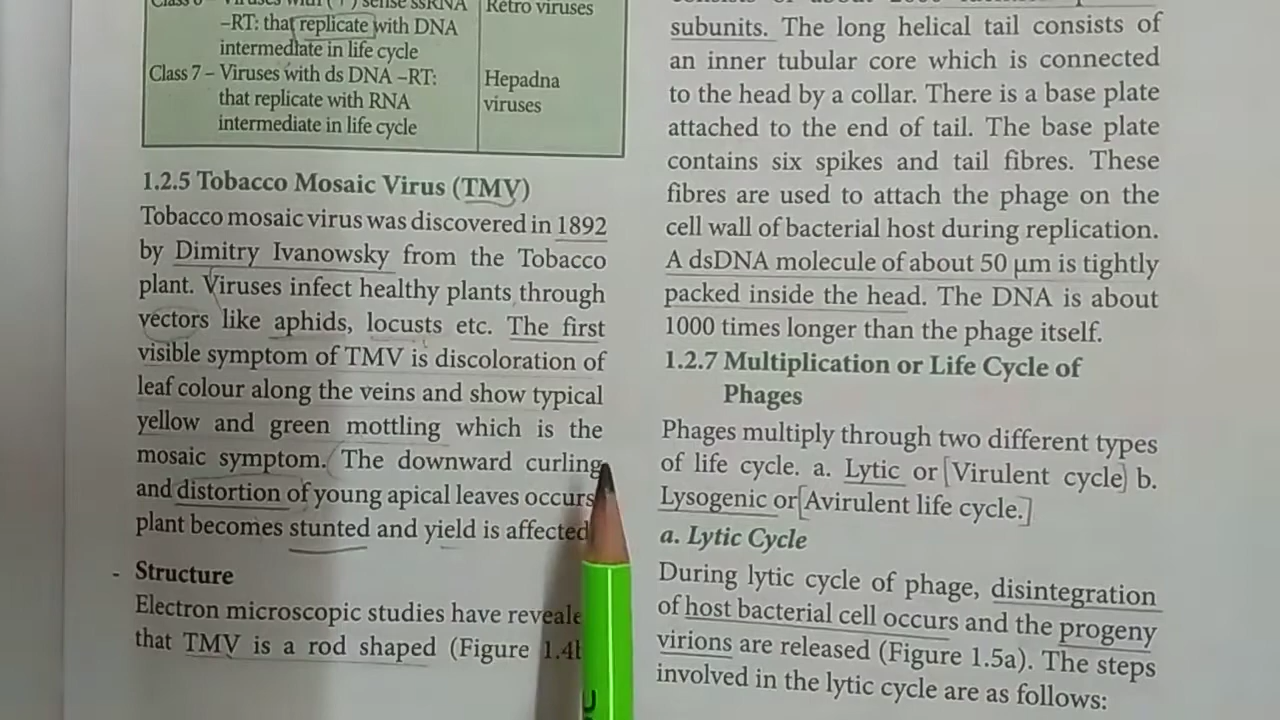 Class 6 – Viruses with (+) sense ssRNA
–RT: that replicate with DNA
intermediate in life cycle
Retro viruses
Class 7 – Viruses with ds DNA –RT:
that replicate with RNA
intermediate in life cycle
Hepadna
viruses
1.2.5 Tobacco Mosaic Virus (TMV)
Tobacco mosaic virus was discovered in 1892
by Dimitry Ivanowsky from the Tobacco
plant. Viruses infect healthy plants through
vectors like aphids, locusts etc. The first
visible symptom of TMV is discoloration of
leaf colour along the veins and show typical
yellow and green mottling which is the
mosaic symptom. The downward curling
and distortion of young apical leaves occurs
plant becomes stunted and yield is affected
Structure
Electron microscopic studies have reveale
that TMV is a rod shaped (Figure 1.4b
subunits. The long helical tail consists of
an inner tubular core which is connected
to the head by a collar. There is a base plate
attached to the end of tail. The base plate
contains six spikes and tail fibres. These
fibres are used to attach the phage on the
cell wall of bacterial host during replication.
A dsDNA molecule of about 50 μm is tightly
packed inside the head. The DNA is about
1000 times longer than the phage itself.
1.2.7 Multiplication or Life Cycle of
Phages
Phages multiply through two different types
of life cycle. a. Lytic or [Virulent cycle] b.
Lysogenic or [Avirulent life cycle.]
a. Lytic Cycle
During lytic cycle of phage, disintegration
of host bacterial cell occurs and the progeny
virions are released (Figure 1.5a). The steps
involved in the lytic cycle are as follows: